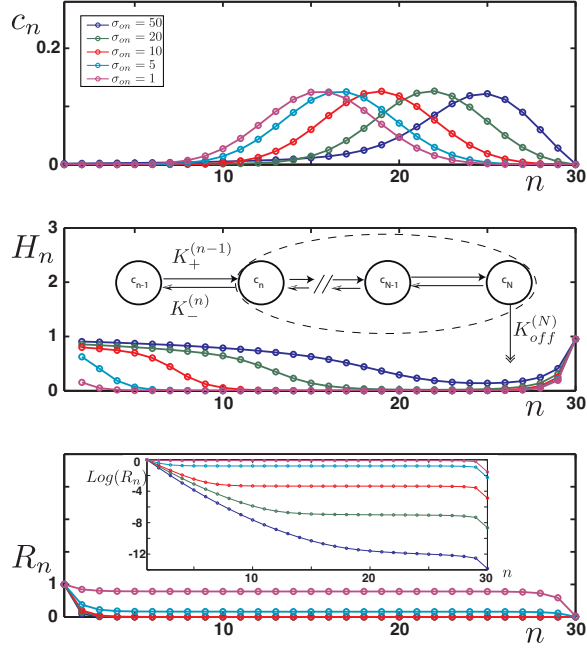 c_n
0.2
0
σ_on = 50
σ_on = 20
σ_on = 10
σ_on = 5
σ_on = 1
10
20
30
n
H_n
3
2
1
0
K_+^(n-1)
K_-^(n)
c_n-1
c_n
c_N-1
c_N
K_off^(N)
10
20
30
n
R_n
1
0
Log(R_n)
0
-4
-8
-12
10
20
30
n
10
20
30
n